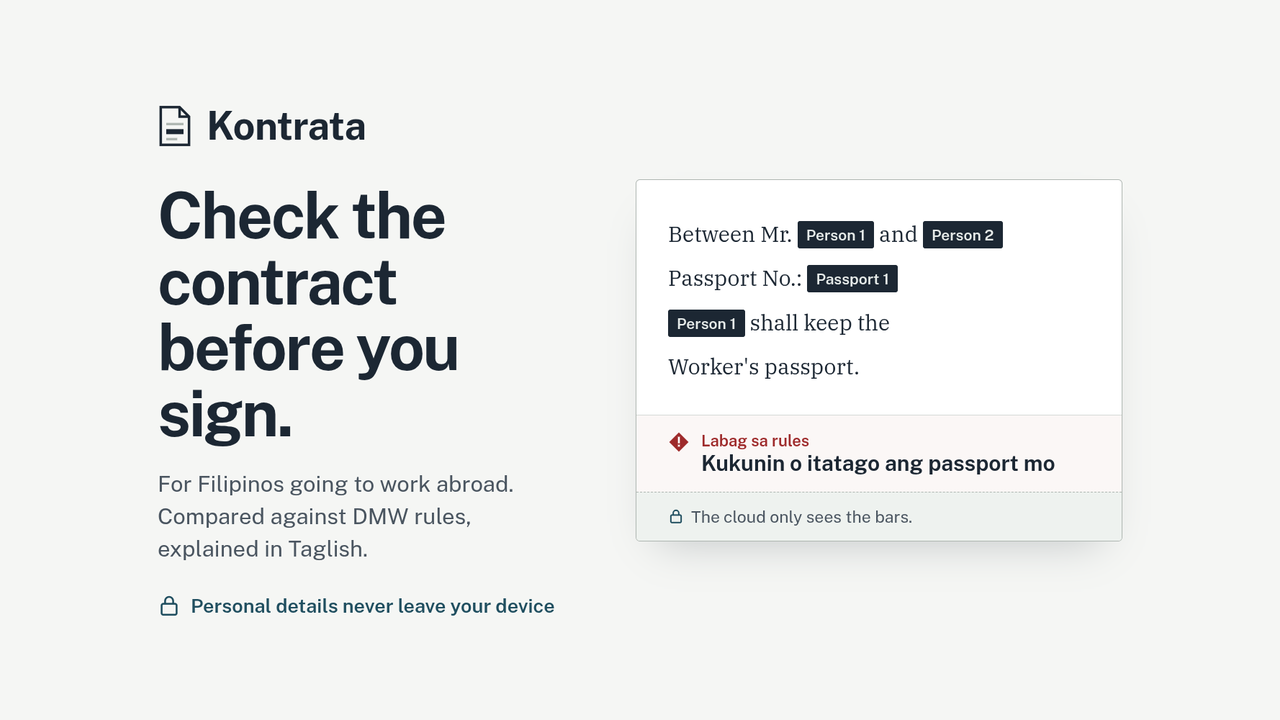 Kontrata
Check the
contract
before you
sign.
For Filipinos going to work abroad.
Compared against DMW rules,
explained in Taglish.
Personal details never leave your device
Between Mr. Person 1 and Person 2
Passport No.: Passport 1
Person 1 shall keep the
Worker's passport.
Labag sa rules
Kukunin o itatago ang passport mo
The cloud only sees the bars.